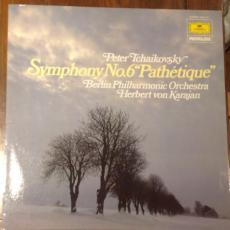 Peter Tchaikovsky
Symphony No.6 "Pathétique"
Berlin Philharmonic Orchestra
Herbert von Karajan